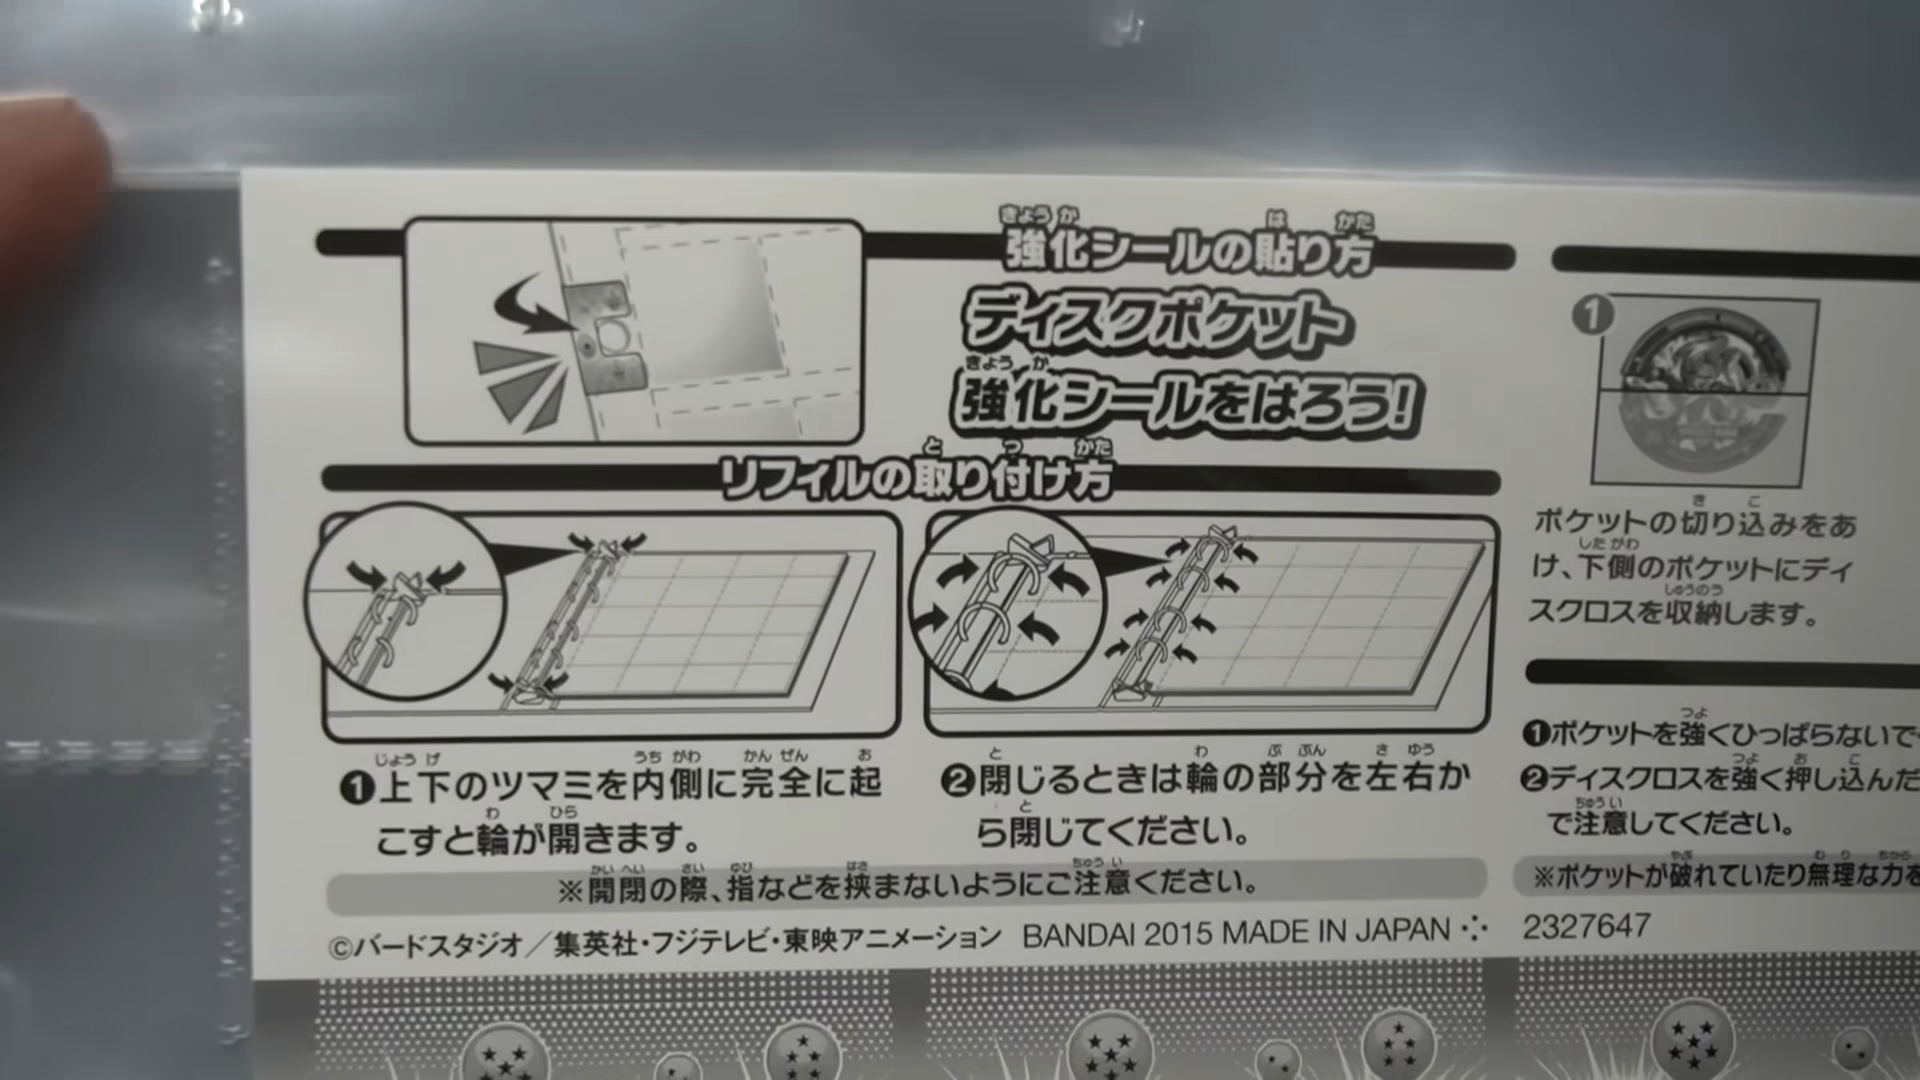 強化シールの貼り方
ディスクポケット
強化シールをはろう!
リフィルの取り付け方
❶上下のツマミを内側に完全に起
こすと輪が開きます。
❷閉じるときは輪の部分を左右か
ら閉じてください。
※開閉の際、指などを挟まないようにご注意ください。
©バードスタジオ/集英社・フジテレビ・東映アニメーション BANDAI 2015 MADE IN JAPAN
2327647
1
ポケットの切り込みをあ
け、下側のポケットにディ
スクロスを収納します。
❶ポケットを強くひっぱらないで
❷ディスクロスを強く押し込んだ
で注意してください。
※ポケットが破れていたり無理な力を